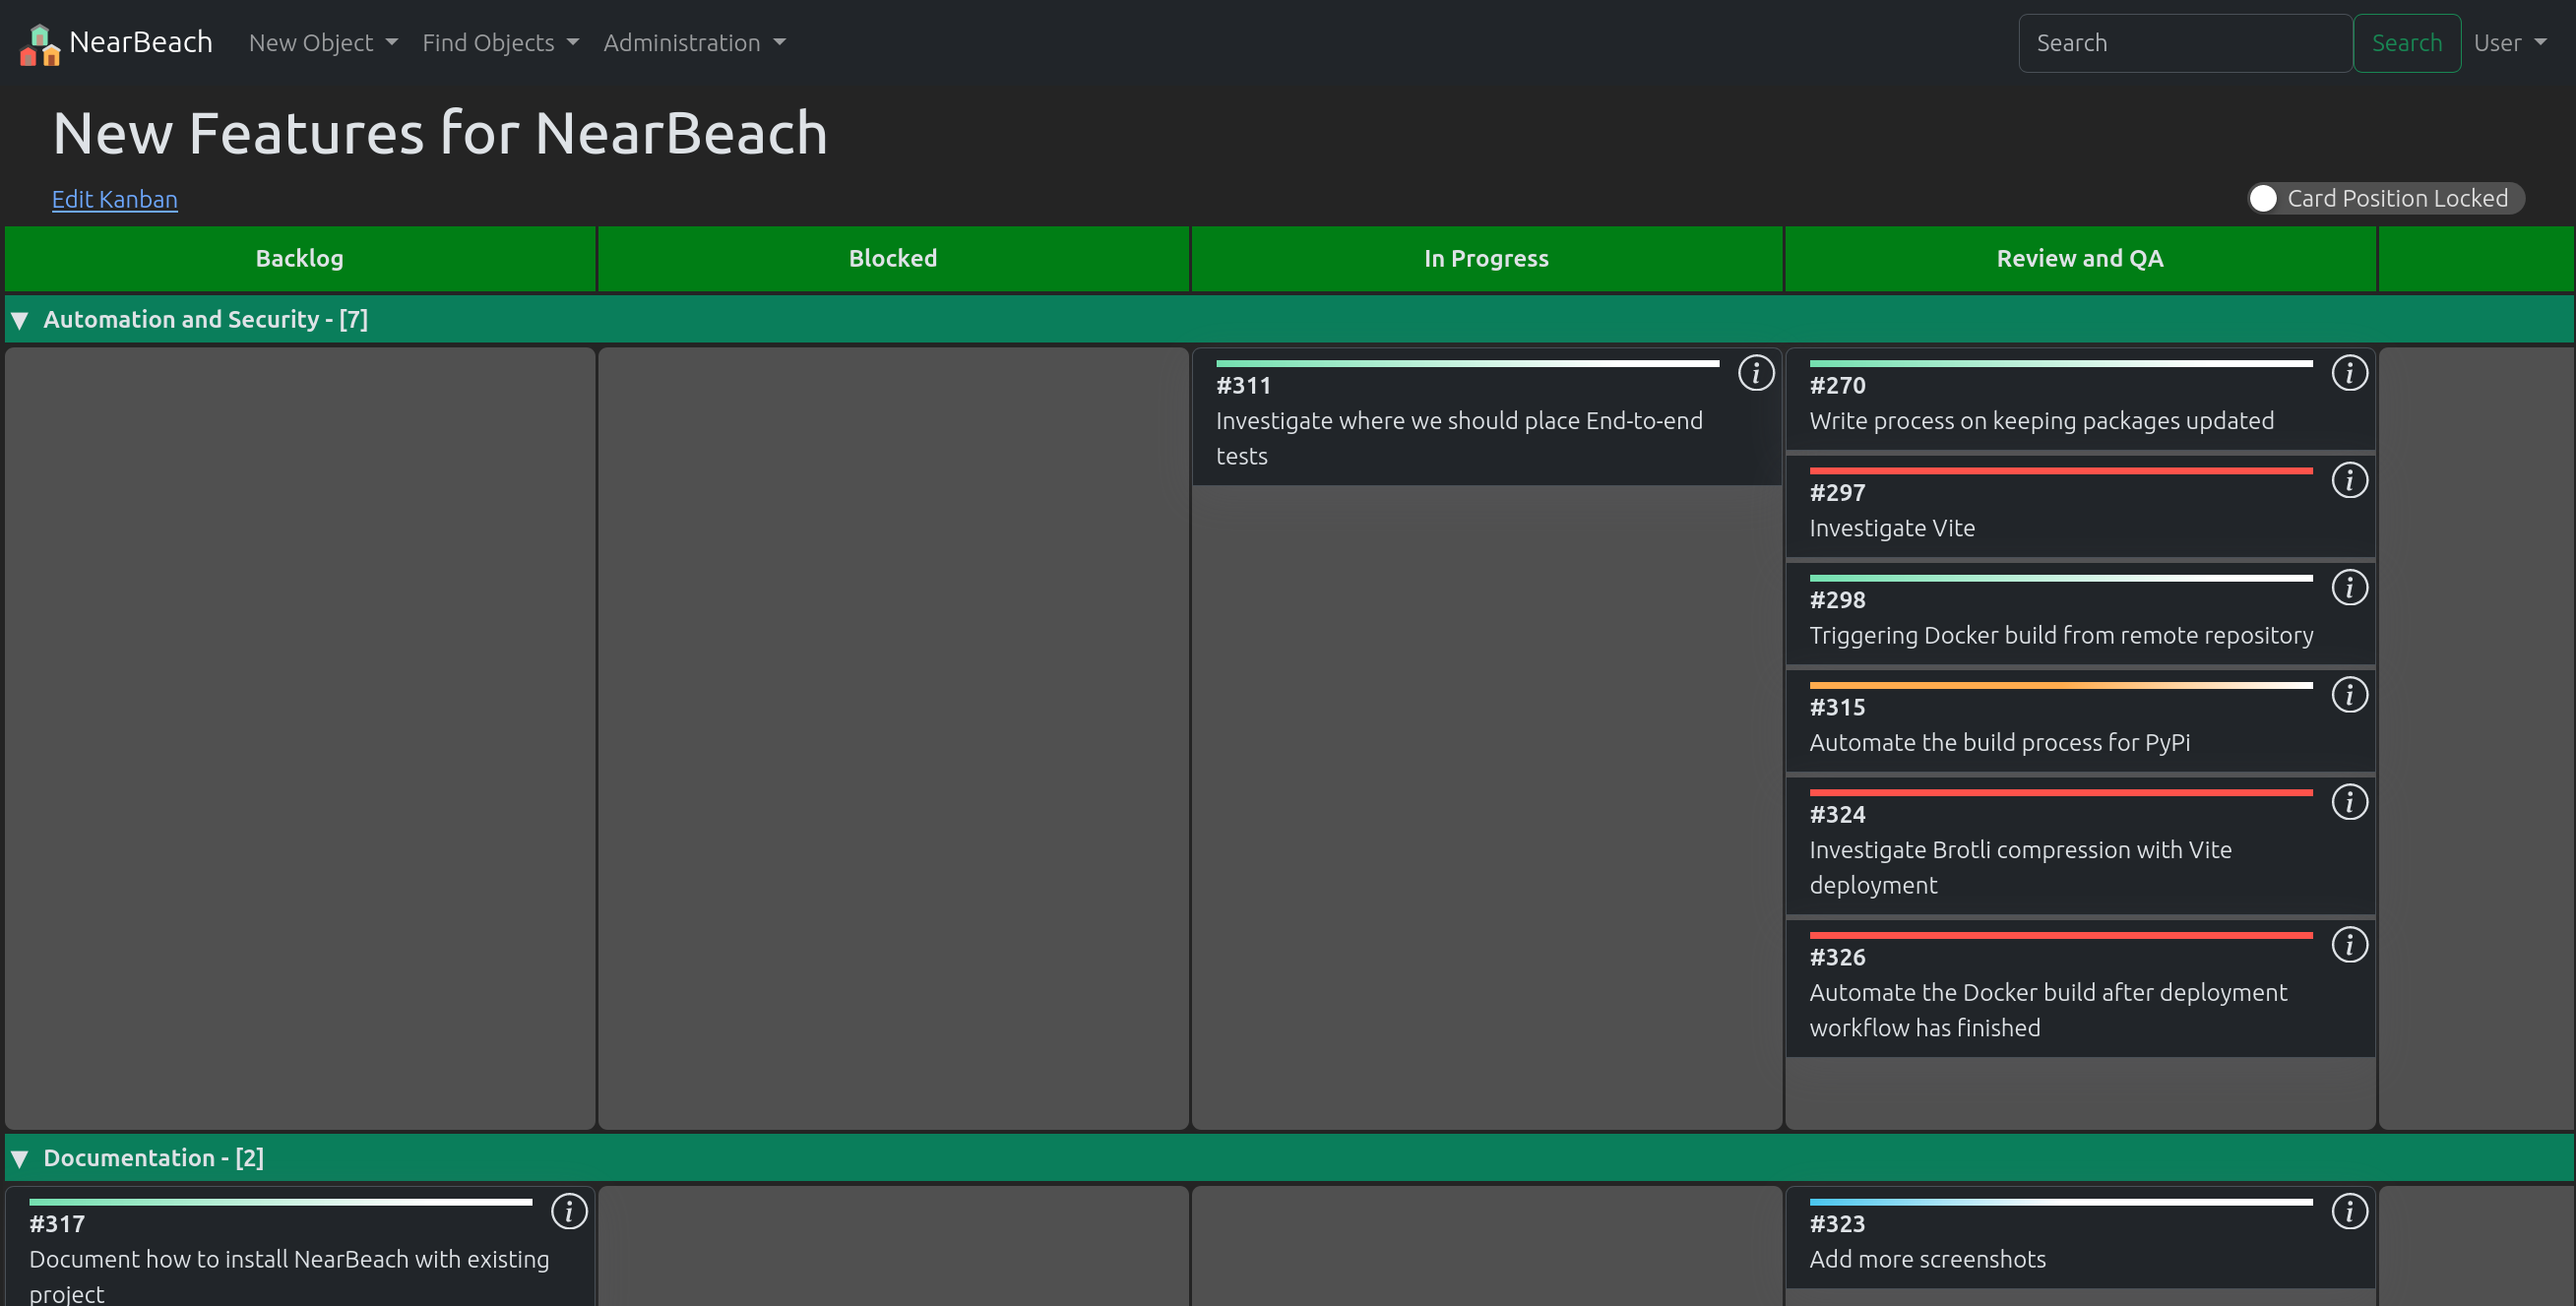 NearBeach New Object Find Objects Administration Search Search User
New Features for NearBeach
Edit Kanban
Card Position Locked
Backlog Blocked In Progress Review and QA
Automation and Security - [7]
#311
Investigate where we should place End-to-end
tests
#270
Write process on keeping packages updated
#297
Investigate Vite
#298
Triggering Docker build from remote repository
#315
Automate the build process for PyPi
#324
Investigate Brotli compression with Vite
deployment
#326
Automate the Docker build after deployment
workflow has finished
Documentation - [2]
#317
Document how to install NearBeach with existing
project
#323
Add more screenshots